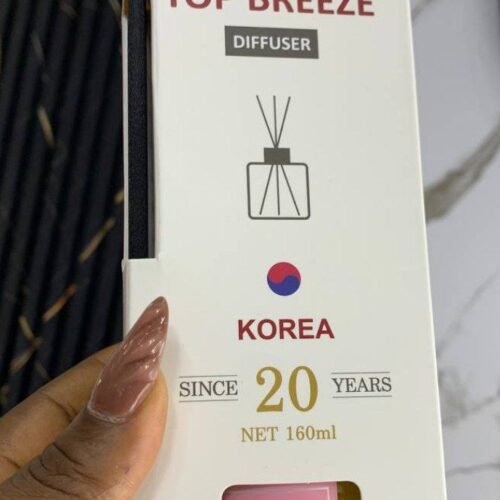 TOP BREEZE
DIFFUSER
KOREA
SINCE 20 YEARS
NET 160ml